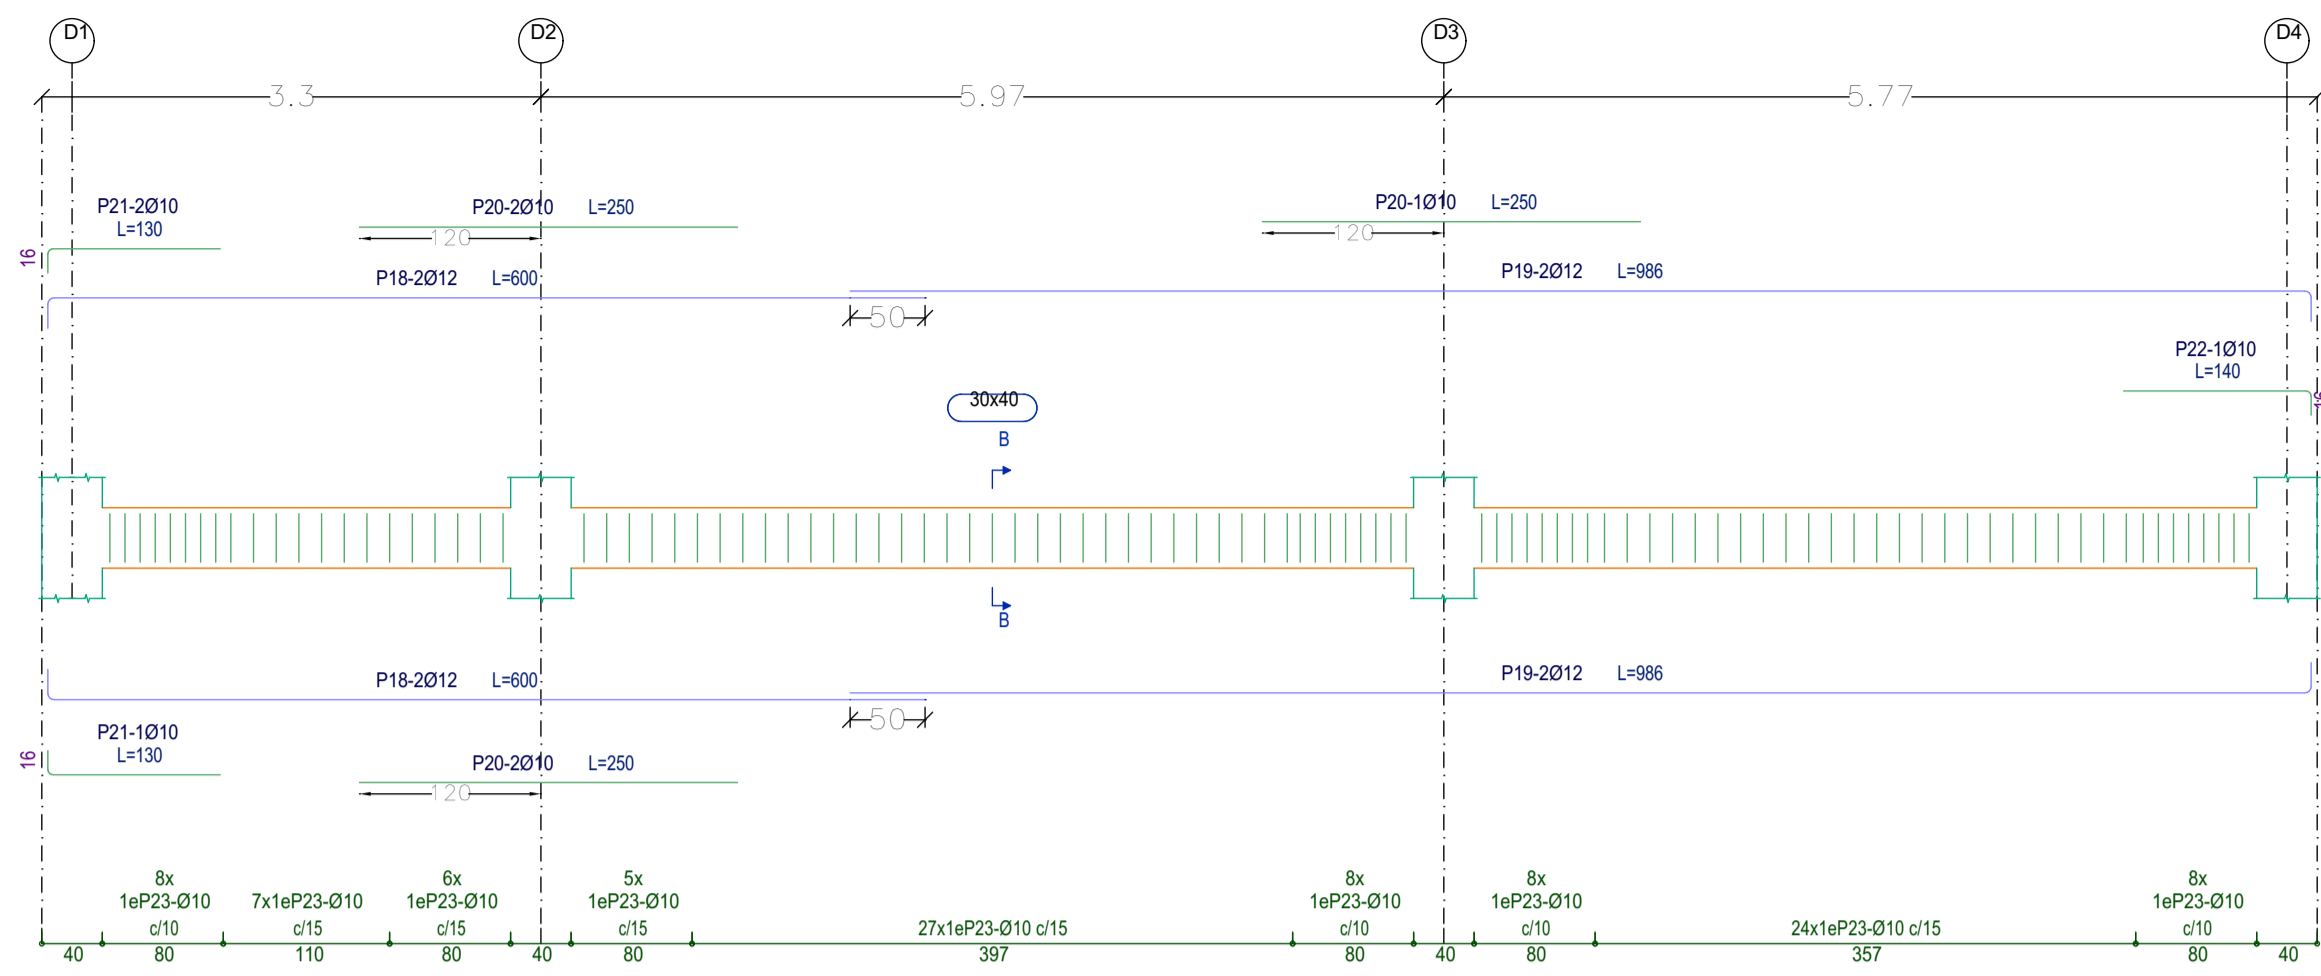 D1
D2
D3
D4
3.3
5.97
5.77
P21-2Ø10
L=130
16
P20-2Ø10 L=250
120
P20-1Ø10 L=250
120
P18-2Ø12 L=600
P19-2Ø12 L=986
50
P22-1Ø10
L=140
16
30x40
B
B
P18-2Ø12 L=600
P19-2Ø12 L=986
50
P21-1Ø10
L=130
16
P20-2Ø10 L=250
120
8x
1eP23-Ø10
c/10
7x1eP23-Ø10
c/15
6x
1eP23-Ø10
c/15
5x
1eP23-Ø10
c/15
27x1eP23-Ø10 c/15
8x
1eP23-Ø10
c/10
8x
1eP23-Ø10
c/10
24x1eP23-Ø10 c/15
8x
1eP23-Ø10
c/10
40 80 110 80 40 80 397 80 40 80 357 80 40